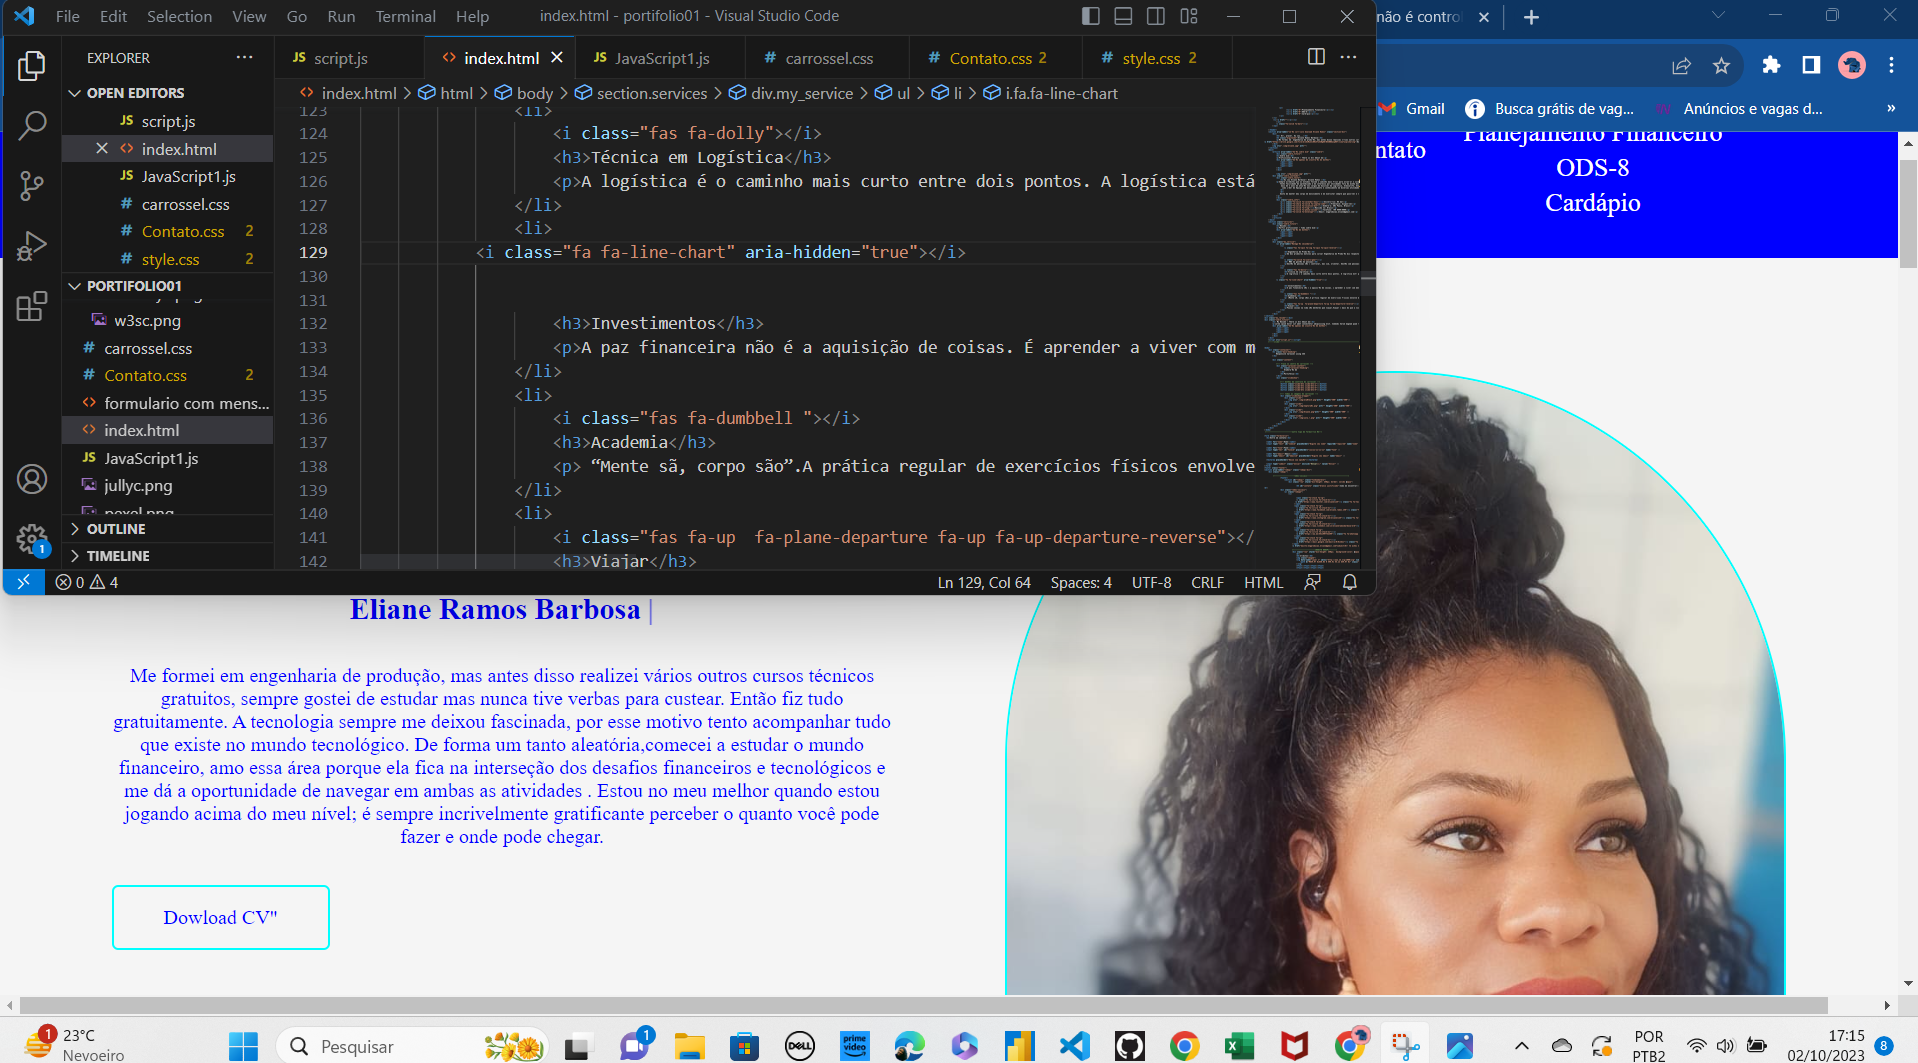 File Edit Selection View Go Run Terminal Help
index.html - portifolio01 - Visual Studio Code
EXPLORER
OPEN EDITORS
JS script.js
index.html
JS JavaScript1.js
# carrossel.css
# Contato.css 2
# style.css 2
PORTIFOLIO01
w3sc.png
# carrossel.css
# Contato.css 2
formulario com mens...
index.html
JS JavaScript1.js
jullyc.png
pexel.png
OUTLINE
TIMELINE
1
JS script.js
index.html
JS JavaScript1.js
# carrossel.css
# Contato.css 2
# style.css 2
index.html > html > body > section.services > div.my_service > ul > li > i.fa.fa-line-chart
123 <li>
124 <i class="fas fa-dolly"></i>
125 <h3>Técnica em Logística</h3>
126 <p>A logística é o caminho mais curto entre dois pontos. A logística está
127 </li>
128 <li>
129 <i class="fa fa-line-chart" aria-hidden="true"></i>
130
131
132 <h3>Investimentos</h3>
133 <p>A paz financeira não é a aquisição de coisas. É aprender a viver com m
134 </li>
135 <li>
136 <i class="fas fa-dumbbell "></i>
137 <h3>Academia</h3>
138 <p> “Mente sã, corpo são”.A prática regular de exercícios físicos envolve
139 </li>
140 <li>
141 <i class="fas fa-up  fa-plane-departure fa-up fa-up-departure-reverse"></
142 <h3>Viajar</h3>
0 4
Ln 129, Col 64 Spaces: 4 UTF-8 CRLF HTML
não é contro
Gmail
Busca grátis de vag...
Anúncios e vagas d...
»
ntato
Planejamento Financeiro
ODS-8
Cardápio
Eliane Ramos Barbosa |
Me formei em engenharia de produção, mas antes disso realizei vários outros cursos técnicos
gratuitos, sempre gostei de estudar mas nunca tive verbas para custear. Então fiz tudo
gratuitamente. A tecnologia sempre me deixou fascinada, por esse motivo tento acompanhar tudo
que existe no mundo tecnológico. De forma um tanto aleatória,comecei a estudar o mundo
financeiro, amo essa área porque ela fica na interseção dos desafios financeiros e tecnológicos e
me dá a oportunidade de navegar em ambas as atividades . Estou no meu melhor quando estou
jogando acima do meu nível; é sempre incrivelmente gratificante perceber o quanto você pode
fazer e onde pode chegar.
Dowload CV"
1
23°C
Nevoeiro
Pesquisar
1
DELL
prime video
POR
PTB2
17:15
02/10/2023
8